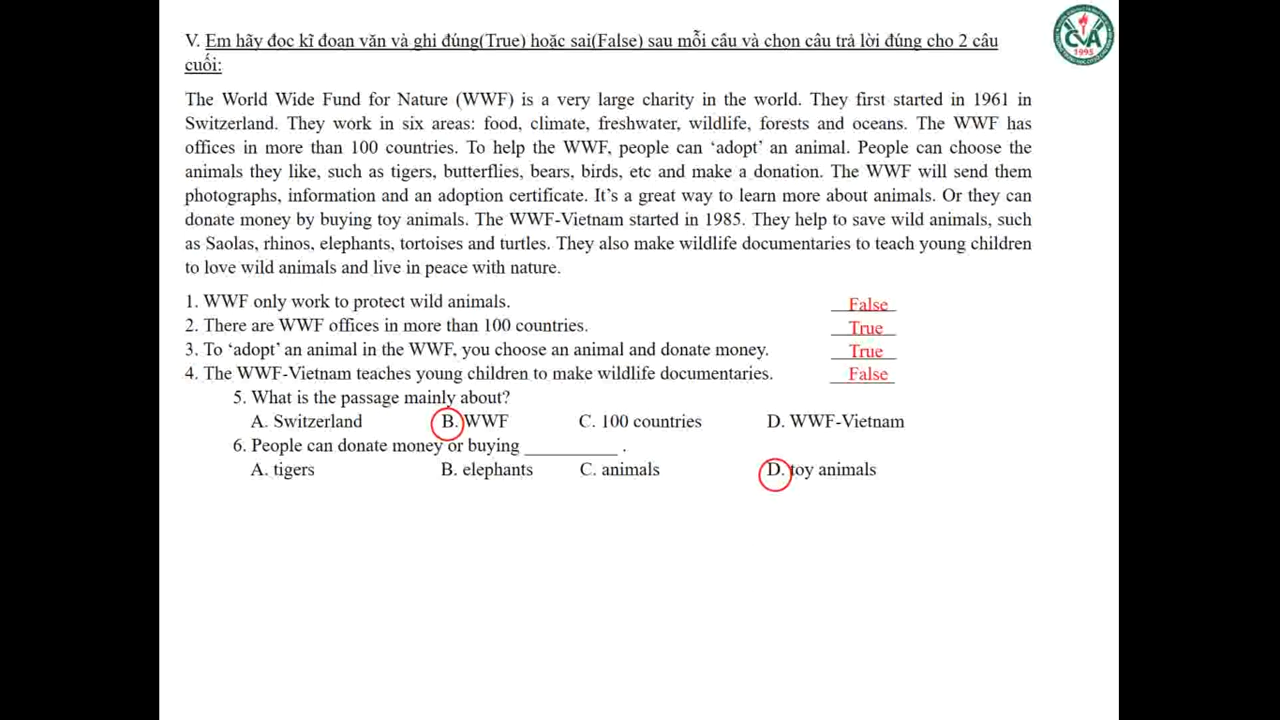 V. Em hãy đọc kĩ đoạn văn và ghi đúng(True) hoặc sai(False) sau mỗi câu và chọn câu trả lời đúng cho 2 câu
cuối:
The World Wide Fund for Nature (WWF) is a very large charity in the world. They first started in 1961 in
Switzerland. They work in six areas: food, climate, freshwater, wildlife, forests and oceans. The WWF has
offices in more than 100 countries. To help the WWF, people can ‘adopt’ an animal. People can choose the
animals they like, such as tigers, butterflies, bears, birds, etc and make a donation. The WWF will send them
photographs, information and an adoption certificate. It’s a great way to learn more about animals. Or they can
donate money by buying toy animals. The WWF-Vietnam started in 1985. They help to save wild animals, such
as Saolas, rhinos, elephants, tortoises and turtles. They also make wildlife documentaries to teach young children
to love wild animals and live in peace with nature.
1. WWF only work to protect wild animals. False
2. There are WWF offices in more than 100 countries. True
3. To ‘adopt’ an animal in the WWF, you choose an animal and donate money. True
4. The WWF-Vietnam teaches young children to make wildlife documentaries. False
5. What is the passage mainly about?
A. Switzerland B. WWF C. 100 countries D. WWF-Vietnam
6. People can donate money or buying __________ .
A. tigers B. elephants C. animals D. toy animals
CVA
1995